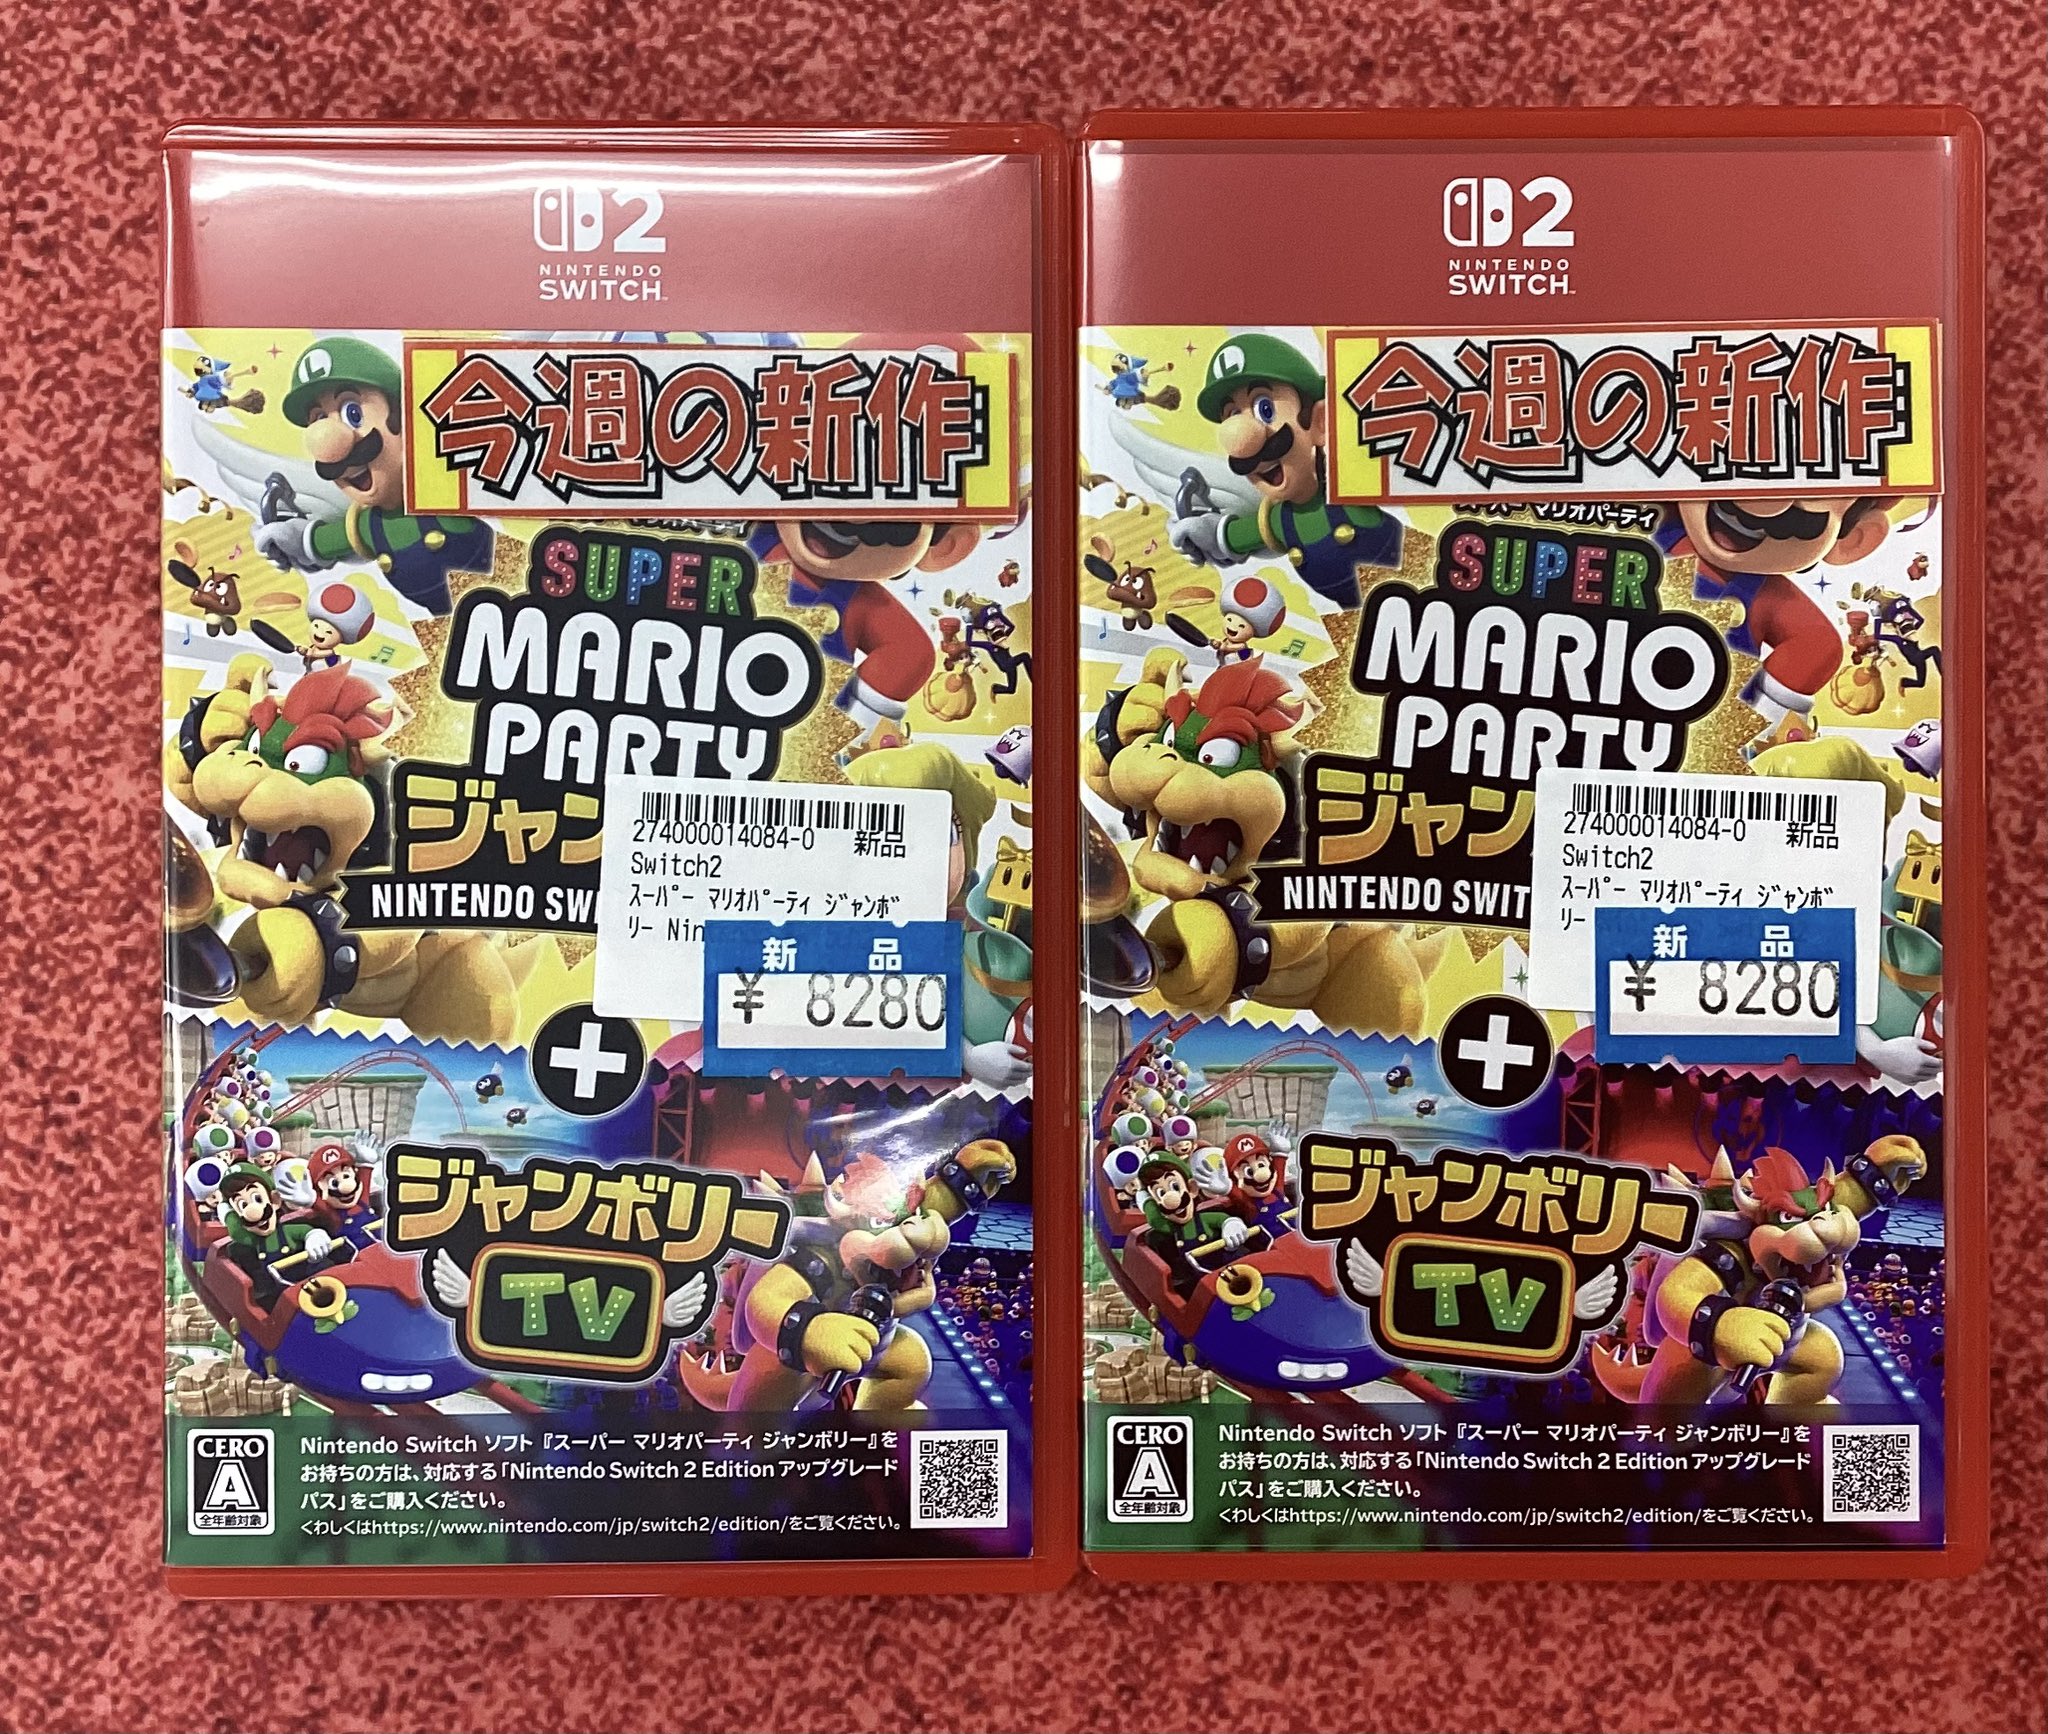 2
NINTENDO
SWITCH
今週の新作
SUPER
MARIO
PARTY
ジャン
NINTENDO SWI
274000014084-0 新品
Switch2
ｽｰﾊﾟｰ ﾏﾘｵﾊﾟｰﾃｨ ｼﾞｬﾝﾎﾞ
ﾘｰ Nin
新品
¥ 8280
ジャンボリー
TV
CERO
A
全年齢対象
Nintendo Switch ソフト『スーパー マリオパーティ ジャンボリー』を
お持ちの方は、対応する「Nintendo Switch 2 Edition アップグレード
パス」をご購入ください。
くわしくはhttps://www.nintendo.com/jp/switch2/edition/をご覧ください。
2
NINTENDO
SWITCH
今週の新作
スーパー マリオパーティ
SUPER
MARIO
PARTY
ジャン
NINTENDO SWIT
274000014084-0 新品
Switch2
ｽｰﾊﾟｰ ﾏﾘｵﾊﾟｰﾃｨ ｼﾞｬﾝﾎﾞ
ﾘｰ
新品
¥ 8280
ジャンボリー
TV
CERO
A
全年齢対象
Nintendo Switch ソフト『スーパー マリオパーティ ジャンボリー』を
お持ちの方は、対応する「Nintendo Switch 2 Edition アップグレード
パス」をご購入ください。
くわしくはhttps://www.nintendo.com/jp/switch2/edition/をご覧ください。